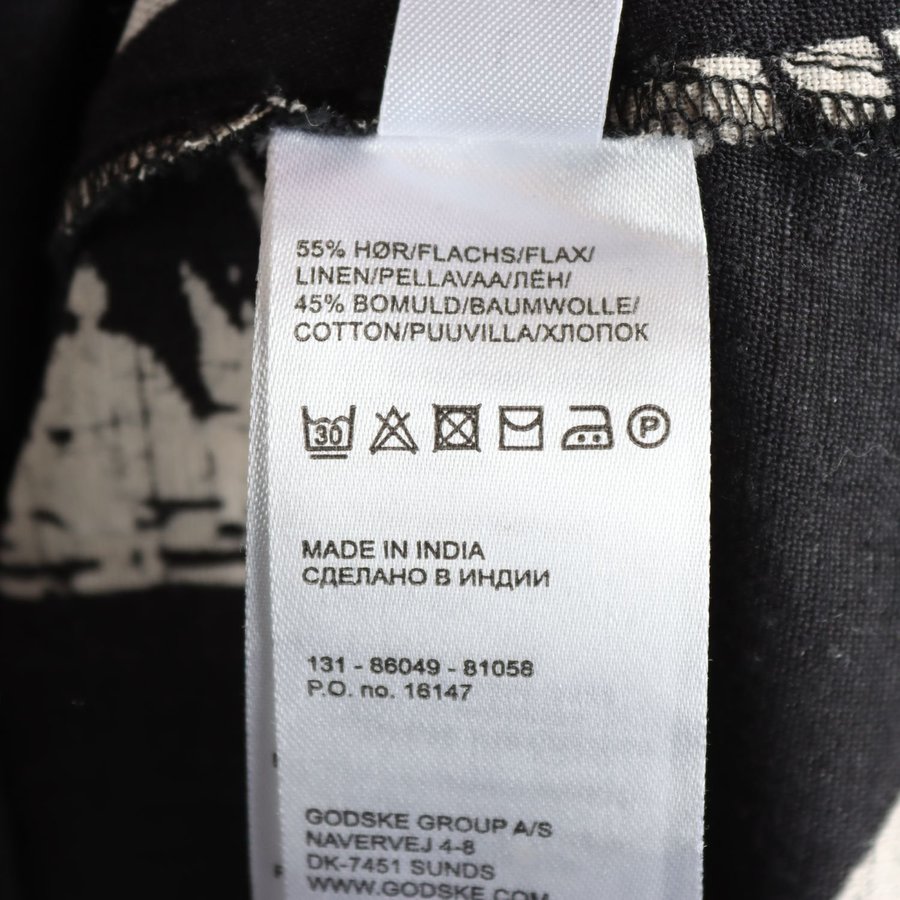 55% HØR/FLACHS/FLAX/
LINEN/PELLAVAA/ЛЁН/
45% BOMULD/BAUMWOLLE/
COTTON/PUUVILLA/ХЛОПОК
30
P
MADE IN INDIA
СДЕЛАНО В ИНДИИ
131 - 86049 - 81058
P.O. no. 16147
GODSKE GROUP A/S
NAVERVEJ 4-8
DK-7451 SUNDS
WWW.GODSKE.COM